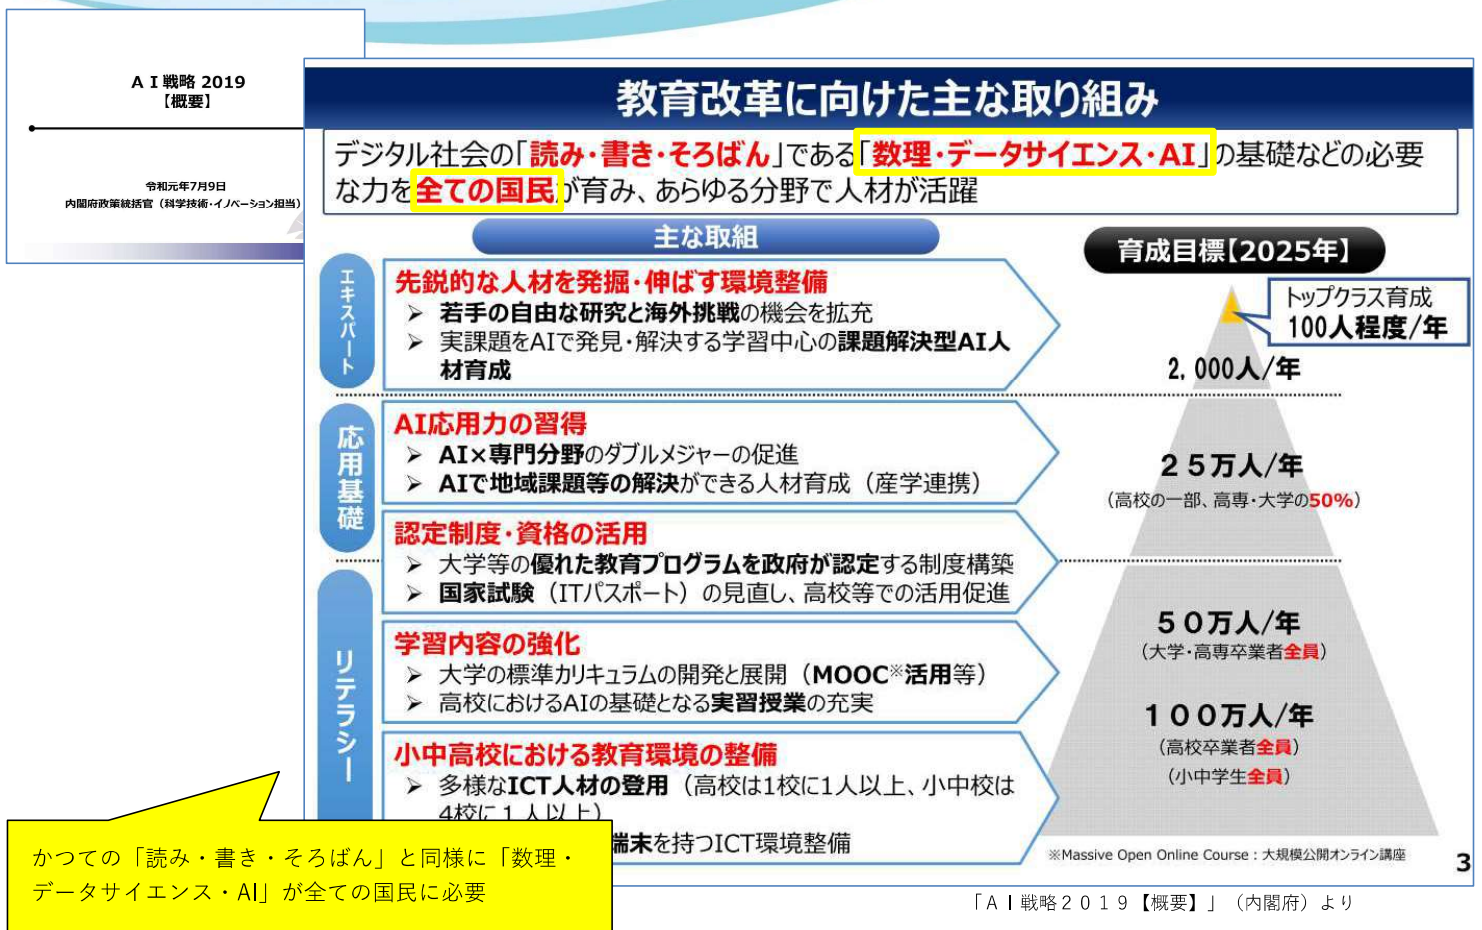 AI戦略 2019
【概要】
令和元年7月9日
内閣府政策統括官（科学技術・イノベーション担当）
教育改革に向けた主な取り組み
デジタル社会の「読み・書き・そろばん」である「数理・データサイエンス・AI」の基礎などの必要
な力を全ての国民が育み、あらゆる分野で人材が活躍
主な取組
育成目標【2025年】
エキスパート
先鋭的な人材を発掘・伸ばす環境整備
➢ 若手の自由な研究と海外挑戦の機会を拡充
➢ 実課題をAIで発見・解決する学習中心の課題解決型AI人
材育成
トップクラス育成
100人程度/年
2,000人/年
応用基礎
AI応用力の習得
➢ AI×専門分野のダブルメジャーの促進
➢ AIで地域課題等の解決ができる人材育成（産学連携）
25万人/年
（高校の一部、高専・大学の50%）
認定制度・資格の活用
➢ 大学等の優れた教育プログラムを政府が認定する制度構築
➢ 国家試験（ITパスポート）の見直し、高校等での活用促進
リテラシー
学習内容の強化
➢ 大学の標準カリキュラムの開発と展開（MOOC※活用等）
➢ 高校におけるAIの基礎となる実習授業の充実
50万人/年
（大学・高専卒業者全員）
100万人/年
（高校卒業者全員）
（小中学生全員）
小中高校における教育環境の整備
➢ 多様なICT人材の登用（高校は1校に1人以上、小中校は
4校に1人以上）
端末を持つICT環境整備
※Massive Open Online Course：大規模公開オンライン講座
3
かつての「読み・書き・そろばん」と同様に「数理・
データサイエンス・AI」が全ての国民に必要
「AI戦略2019【概要】」（内閣府）より